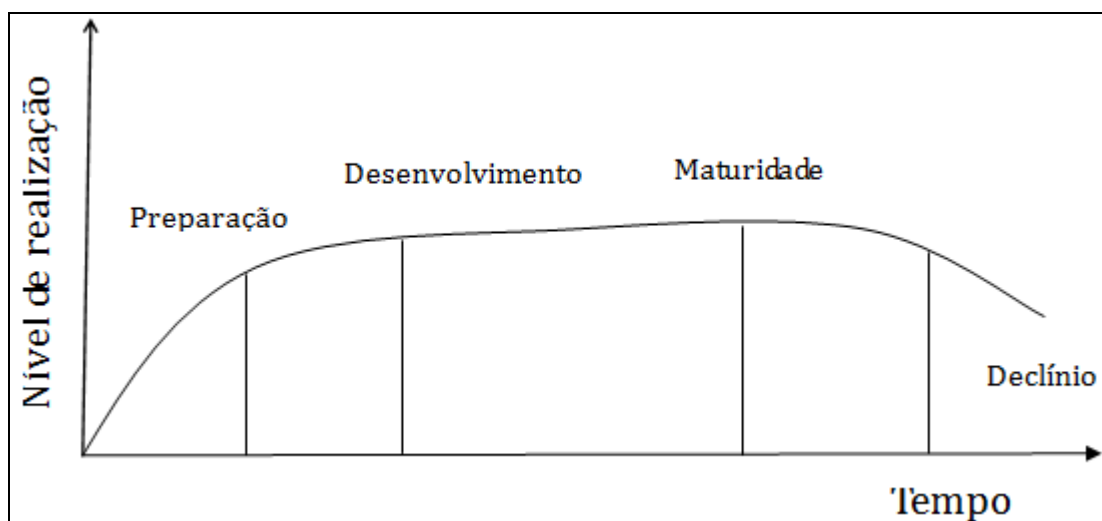 Nível de realização
Preparação
Desenvolvimento
Maturidade
Declínio
Tempo